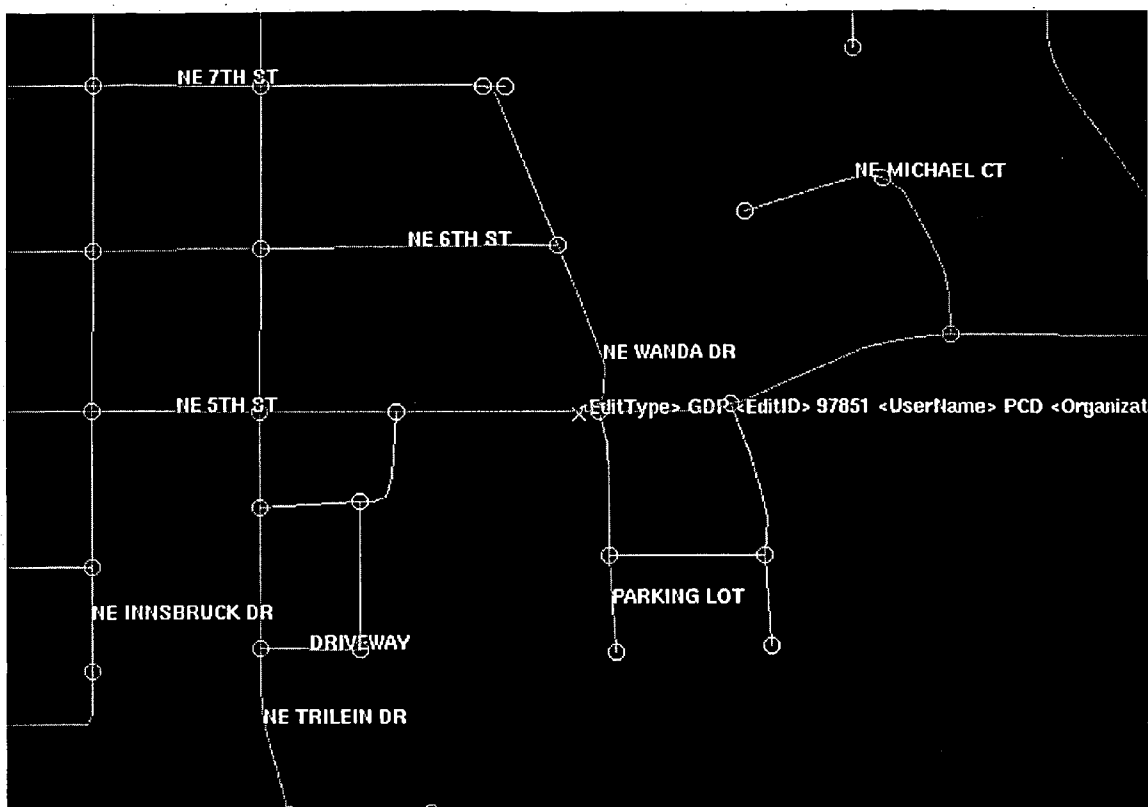 NE 7TH ST
NE MICHAEL CT
NE 6TH ST
NE WANDA DR
NE 5TH ST
<EditType> GDP <EditID> 97851 <UserName> PCD <Organizat
PARKING LOT
NE INNSBRUCK DR
DRIVEWAY
NE TRILEIN DR